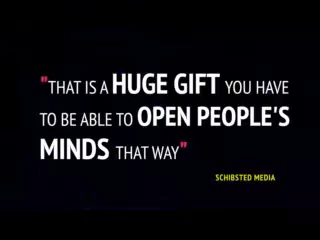 "THAT IS A HUGE GIFT YOU HAVE
TO BE ABLE TO OPEN PEOPLE'S
MINDS THAT WAY"
SCHIBSTED MEDIA